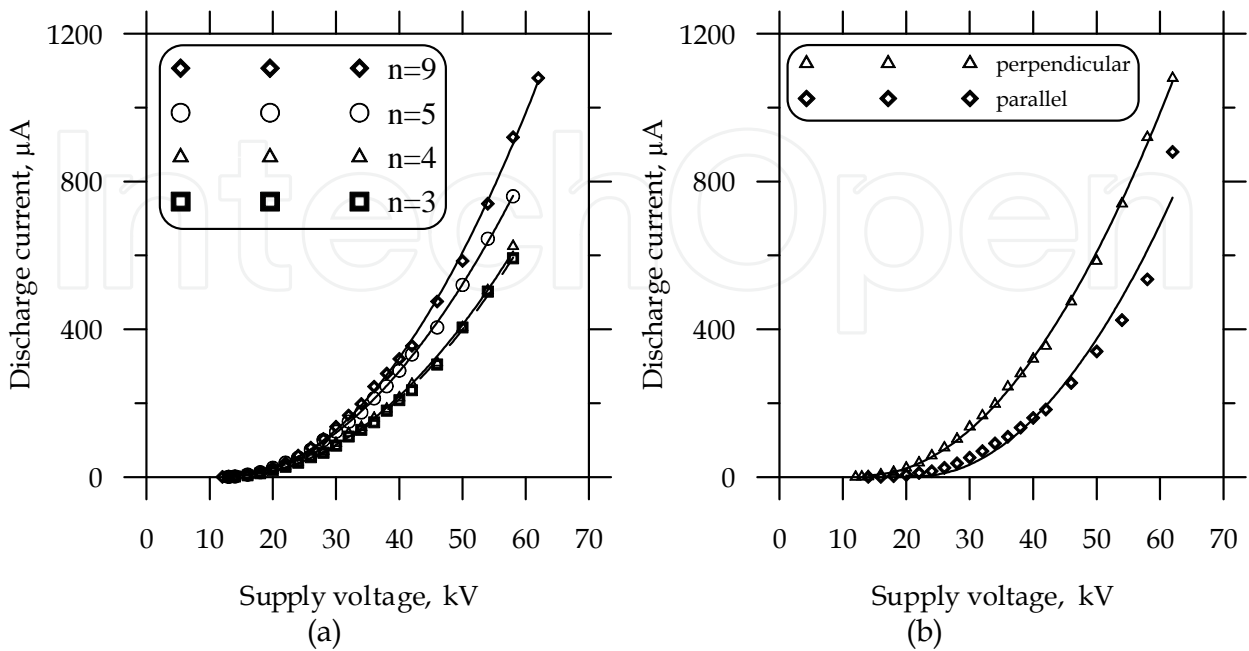 1200
800
400
0
Discharge current, µA
n=9
n=5
n=4
n=3
0 10 20 30 40 50 60 70
Supply voltage, kV
(a)
1200
800
400
0
Discharge current, µA
perpendicular
parallel
0 10 20 30 40 50 60 70
Supply voltage, kV
(b)
IntechOpen